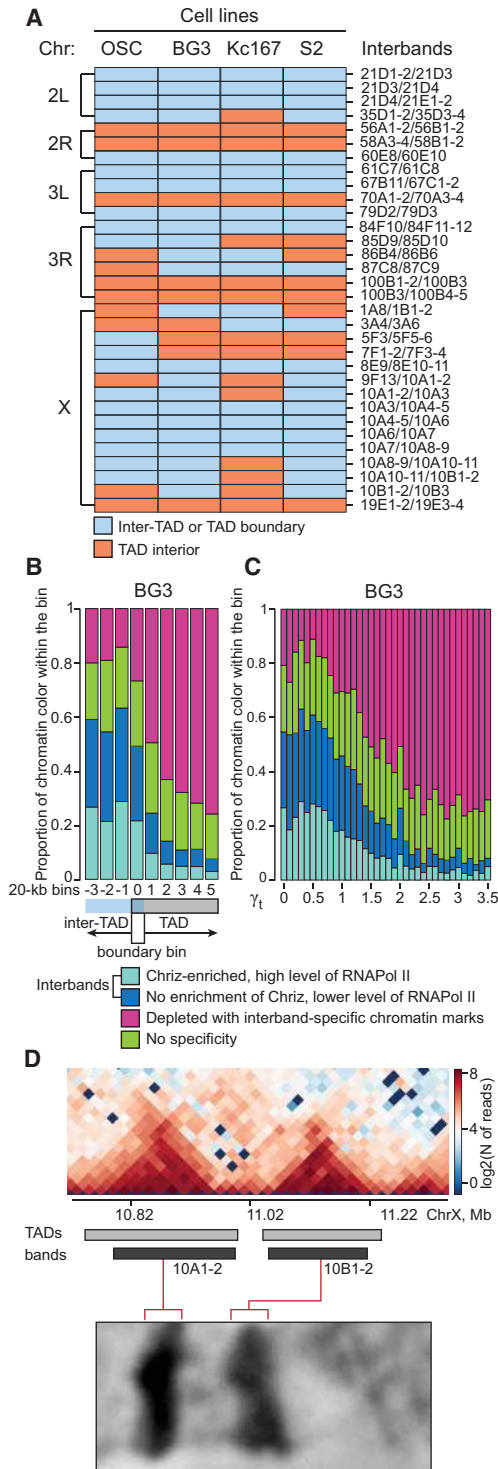 A
Cell lines
Chr: OSC BG3 Kc167 S2 Interbands
2L
2R
3L
3R
X
21D1-2/21D3
21D3/21D4
21D4/21E1-2
35D1-2/35D3-4
56A1-2/56B1-2
58A3-4/58B1-2
60E8/60E10
61C7/61C8
67B11/67C1-2
70A1-2/70A3-4
79D2/79D3
84F10/84F11-12
85D9/85D10
86B4/86B6
87C8/87C9
100B1-2/100B3
100B3/100B4-5
1A8/1B1-2
3A4/3A6
5F3/5F5-6
7F1-2/7F3-4
8E9/8E10-11
9F13/10A1-2
10A1-2/10A3
10A3/10A4-5
10A4-5/10A6
10A6/10A7
10A7/10A8-9
10A8-9/10A10-11
10A10-11/10B1-2
10B1-2/10B3
19E1-2/19E3-4
Inter-TAD or TAD boundary
TAD interior
B
BG3
Proportion of chromatin color within the bin
1
0.8
0.6
0.4
0.2
0
20-kb bins -3 -2 -1 0 1 2 3 4 5
inter-TAD TAD
boundary bin
C
BG3
Proportion of chromatin color within the bin
1
0.8
0.6
0.4
0.2
0
γt 0 0.5 1 1.5 2 2.5 3 3.5
Interbands
Chriz-enriched, high level of RNAPol II
No enrichment of Chriz, lower level of RNAPol II
Depleted with interband-specific chromatin marks
No specificity
D
8
4
0
log2(N of reads)
10.82 11.02 11.22 ChrX, Mb
TADs
bands
10A1-2 10B1-2